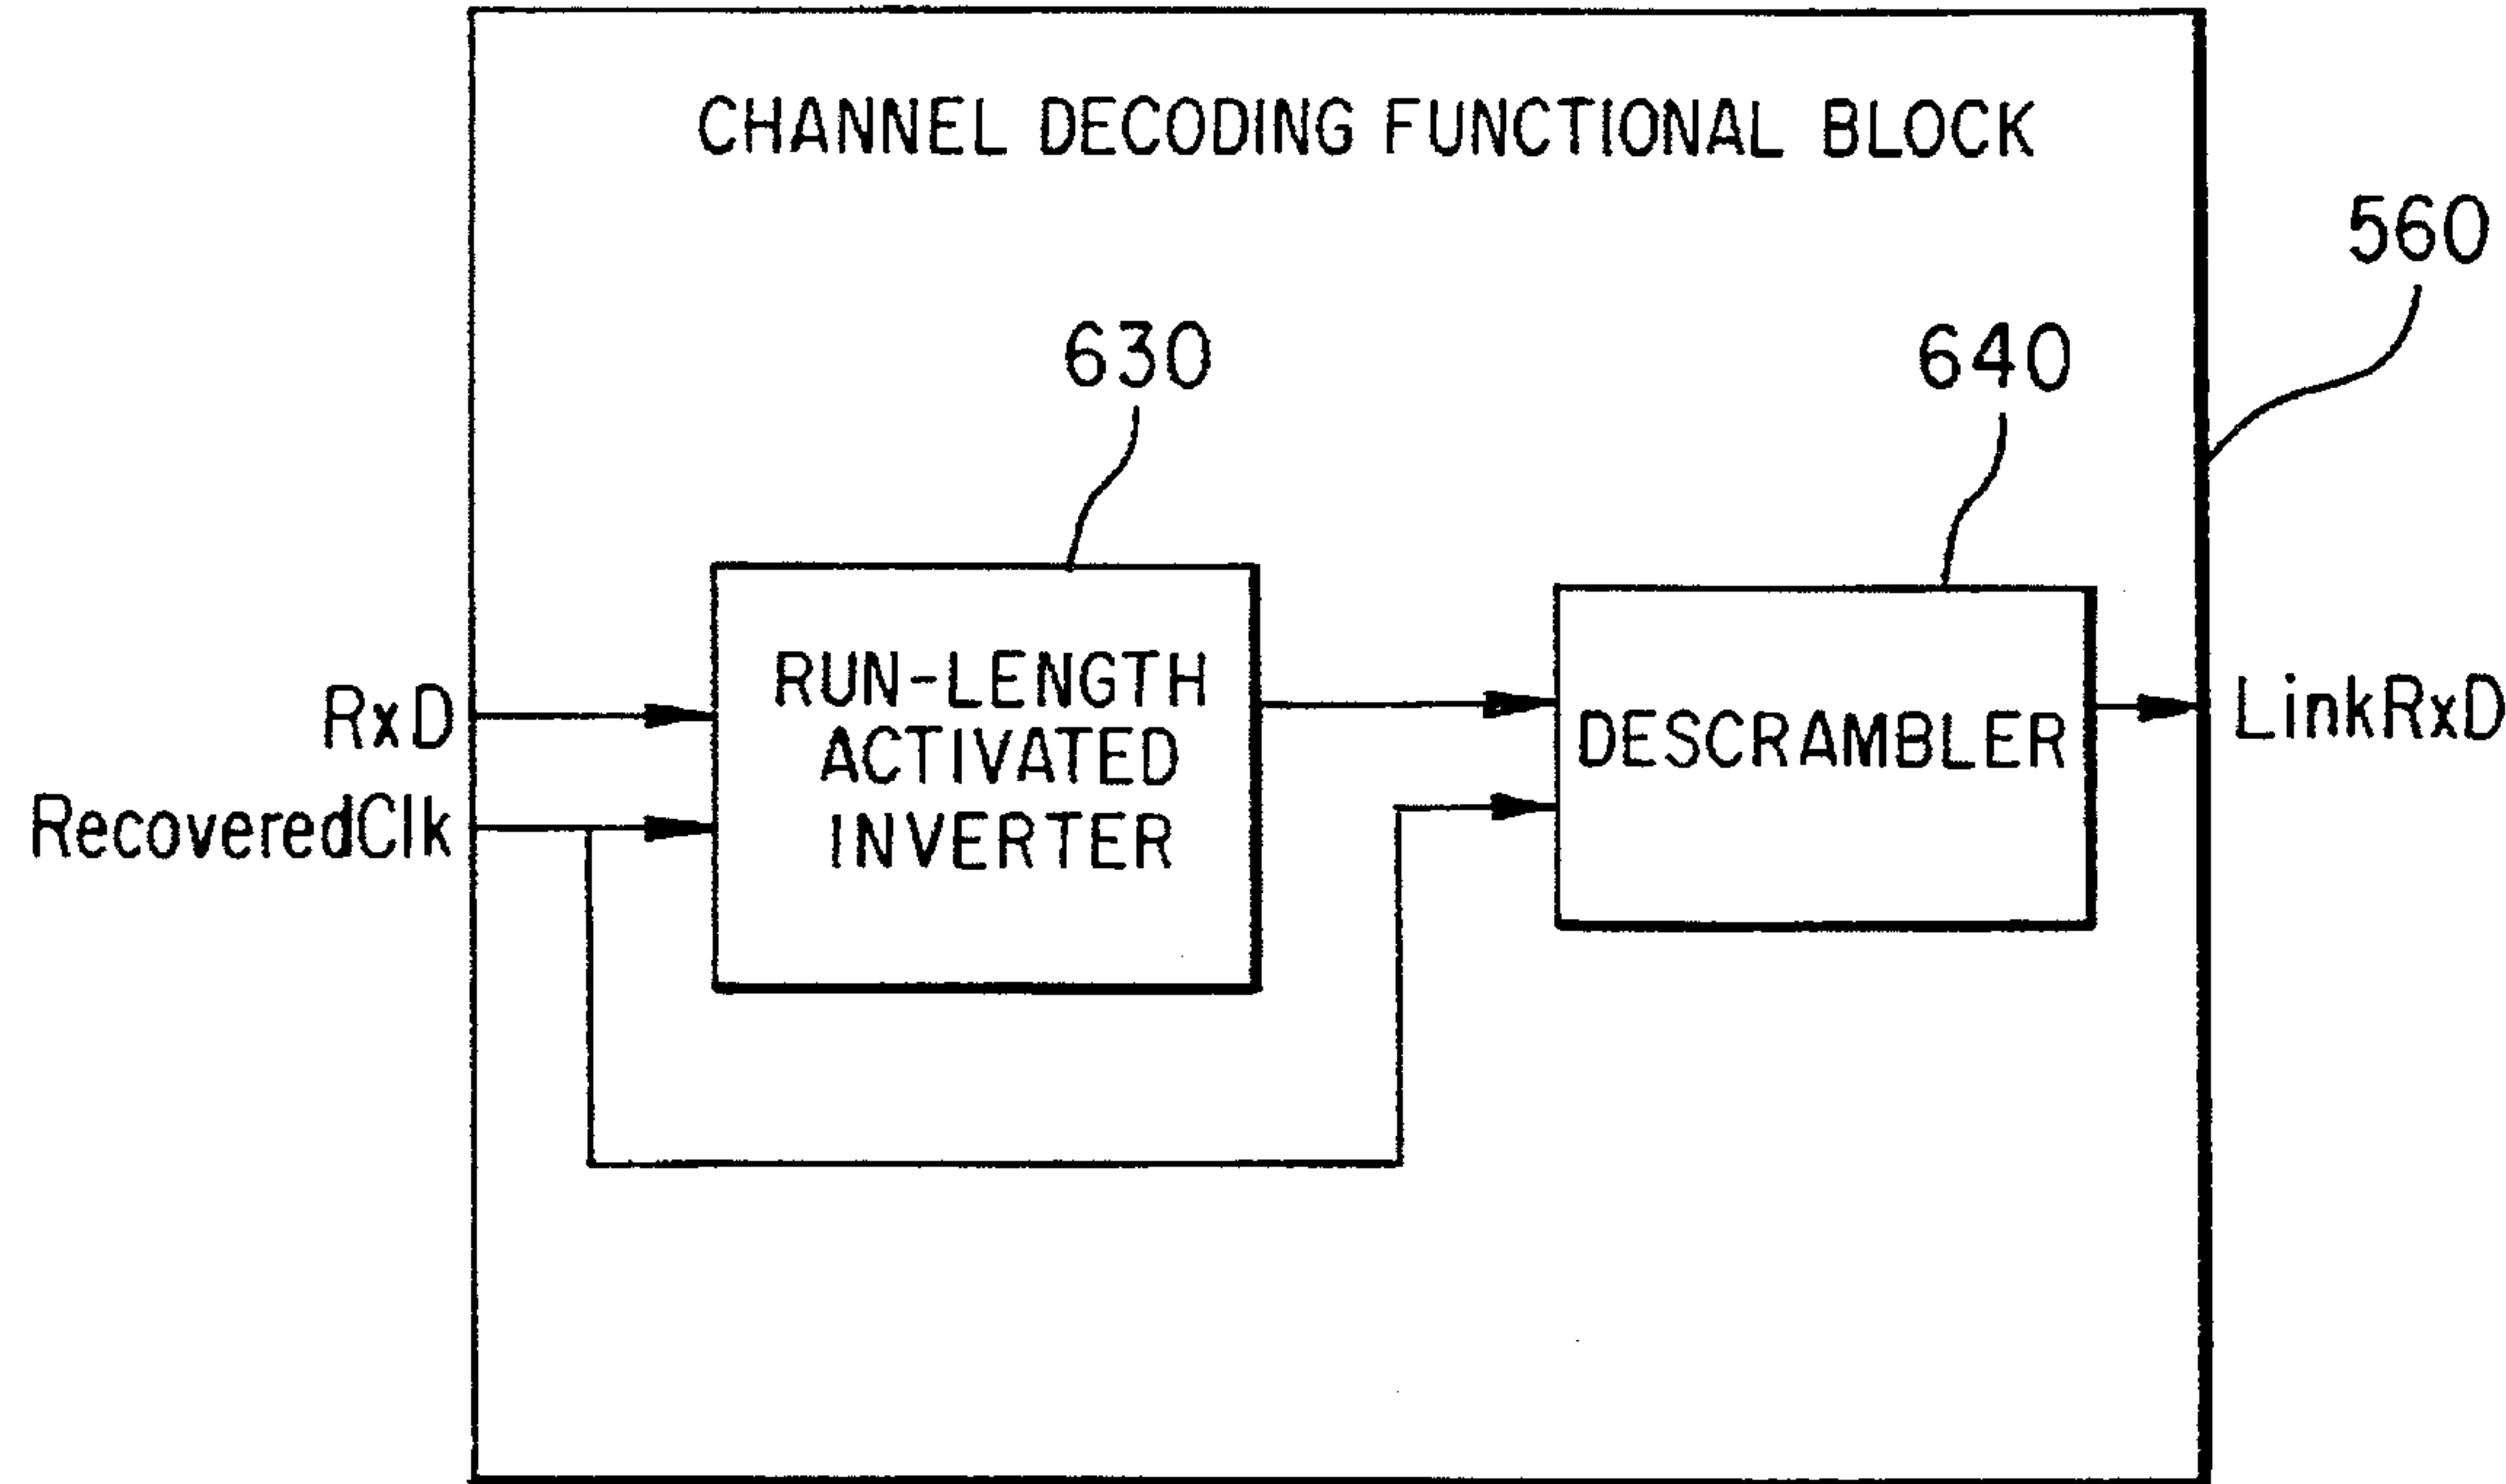 CHANNEL DECODING FUNCTIONAL BLOCK
560
630
640
RxD
RecoveredClk
RUN-LENGTH
ACTIVATED
INVERTER
DESCRAMBLER
LinkRxD